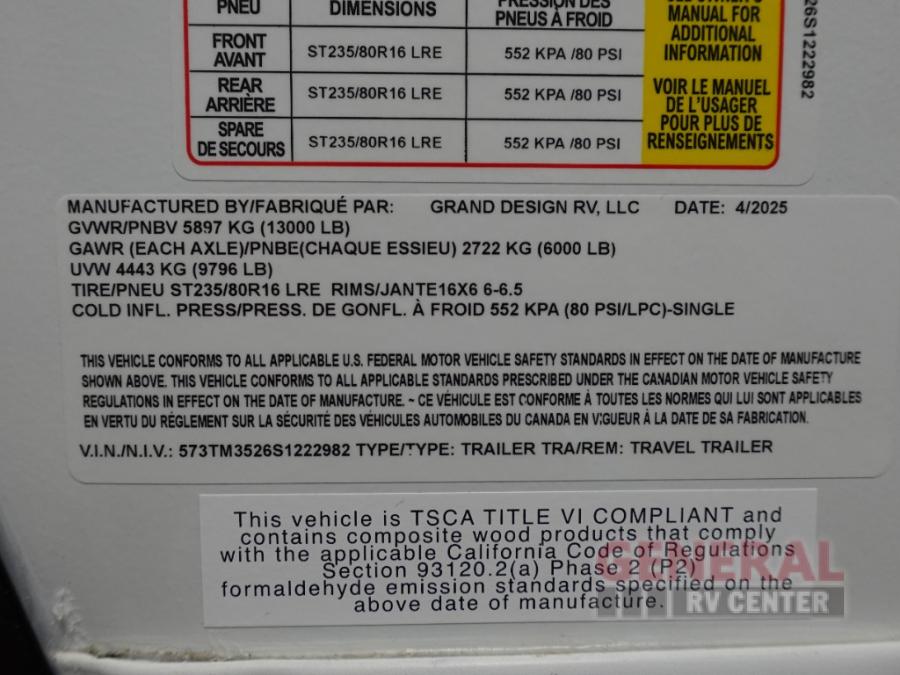 PNEU DIMENSIONS PRESSION DES
PNEUS À FROID
FRONT
AVANT ST235/80R16 LRE 552 KPA /80 PSI
REAR
ARRIÈRE ST235/80R16 LRE 552 KPA /80 PSI
SPARE
DE SECOURS ST235/80R16 LRE 552 KPA /80 PSI
SEE OWNER'S
MANUAL FOR
ADDITIONAL
INFORMATION
VOIR LE MANUEL
DE L'USAGER
POUR PLUS DE
RENSEIGNEMENTS
26S1222982
MANUFACTURED BY/FABRIQUÉ PAR: GRAND DESIGN RV, LLC DATE: 4/2025
GVWR/PNBV 5897 KG (13000 LB)
GAWR (EACH AXLE)/PNBE(CHAQUE ESSIEU) 2722 KG (6000 LB)
UVW 4443 KG (9796 LB)
TIRE/PNEU ST235/80R16 LRE RIMS/JANTE16X6 6-6.5
COLD INFL. PRESS/PRESS. DE GONFL. À FROID 552 KPA (80 PSI/LPC)-SINGLE
THIS VEHICLE CONFORMS TO ALL APPLICABLE U.S. FEDERAL MOTOR VEHICLE SAFETY STANDARDS IN EFFECT ON THE DATE OF MANUFACTURE
SHOWN ABOVE. THIS VEHICLE CONFORMS TO ALL APPLICABLE STANDARDS PRESCRIBED UNDER THE CANADIAN MOTOR VEHICLE SAFETY
REGULATIONS IN EFFECT ON THE DATE OF MANUFACTURE. ~ CE VÉHICULE EST CONFORME À TOUTES LES NORMES QUI LUI SONT APPLICABLES
EN VERTU DU RÈGLEMENT SUR LA SÉCURITÉ DES VÉHICULES AUTOMOBILES DU CANADA EN VIGUEUR À LA DATE DE SA FABRICATION.
V.I.N./N.I.V.: 573TM3526S1222982 TYPE/TYPE: TRAILER TRA/REM: TRAVEL TRAILER
This vehicle is TSCA TITLE VI COMPLIANT and
contains composite wood products that comply
with the applicable California Code of Regulations
Section 93120.2(a) Phase 2 (P2)
formaldehyde emission standards specified on the
above date of manufacture.
GENERAL
RV CENTER